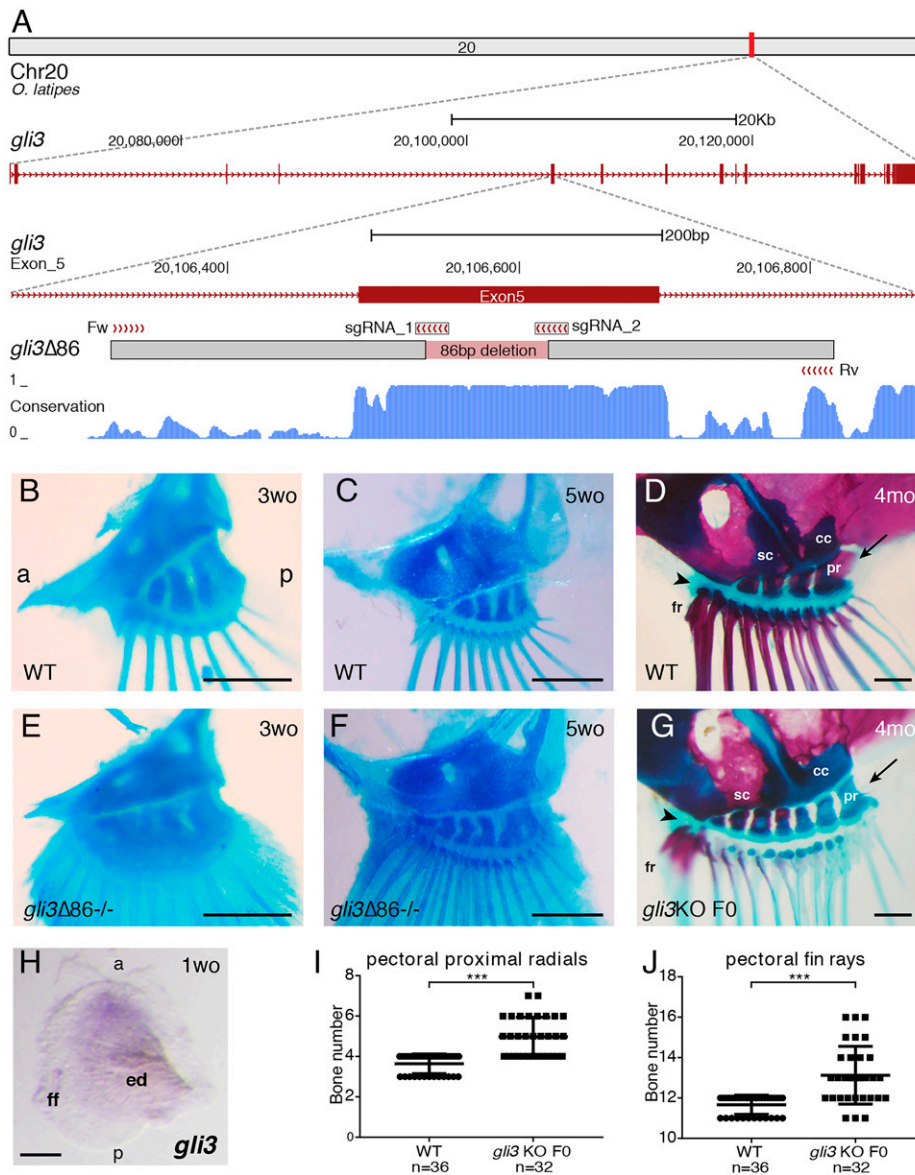 A
20
Chr20
O. latipes
20Kb
gli3
20,080,000
20,100,000
20,120,000
gli3
Exon_5
200bp
20,106,400
20,106,600
20,106,800
Exon5
Fw
sgRNA_1
sgRNA_2
gli3Δ86
86bp deletion
Rv
1
Conservation
0
B
3wo
a
p
WT
C
5wo
WT
D
4mo
sc
cc
pr
fr
WT
E
3wo
gli3Δ86-/-
F
5wo
gli3Δ86-/-
G
4mo
cc
sc
pr
fr
gli3KO F0
H
a
1wo
ed
ff
p
gli3
I
pectoral proximal radials
***
Bone number
8
6
4
2
0
WT
n=36
gli3 KO F0
n=32
J
pectoral fin rays
***
Bone number
18
16
14
12
10
WT
n=36
gli3 KO F0
n=32